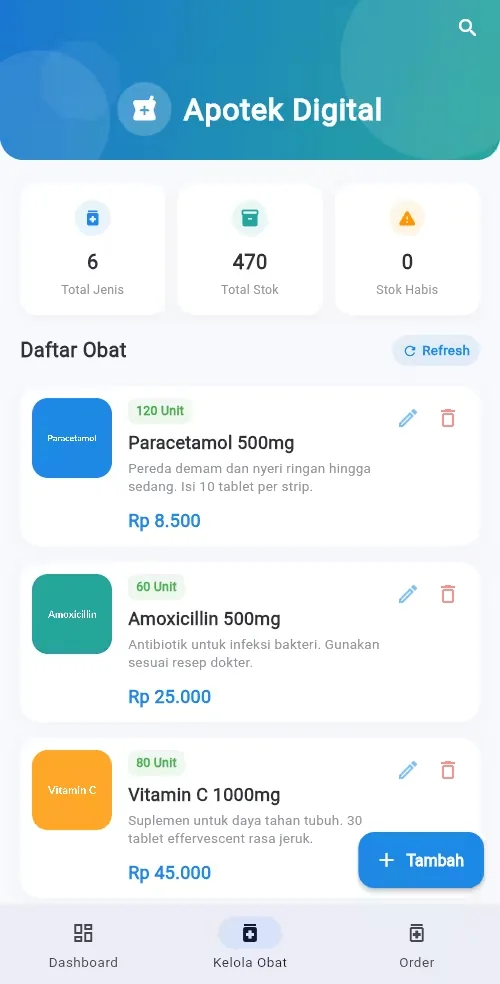 Apotek Digital
6
Total Jenis
470
Total Stok
0
Stok Habis
Daftar Obat
Refresh
Paracetamol
120 Unit
Paracetamol 500mg
Pereda demam dan nyeri ringan hingga
sedang. Isi 10 tablet per strip.
Rp 8.500
Amoxicillin
60 Unit
Amoxicillin 500mg
Antibiotik untuk infeksi bakteri. Gunakan
sesuai resep dokter.
Rp 25.000
Vitamin C
80 Unit
Vitamin C 1000mg
Suplemen untuk daya tahan tubuh. 30
tablet effervescent rasa jeruk.
Rp 45.000
Tambah
Dashboard
Kelola Obat
Order